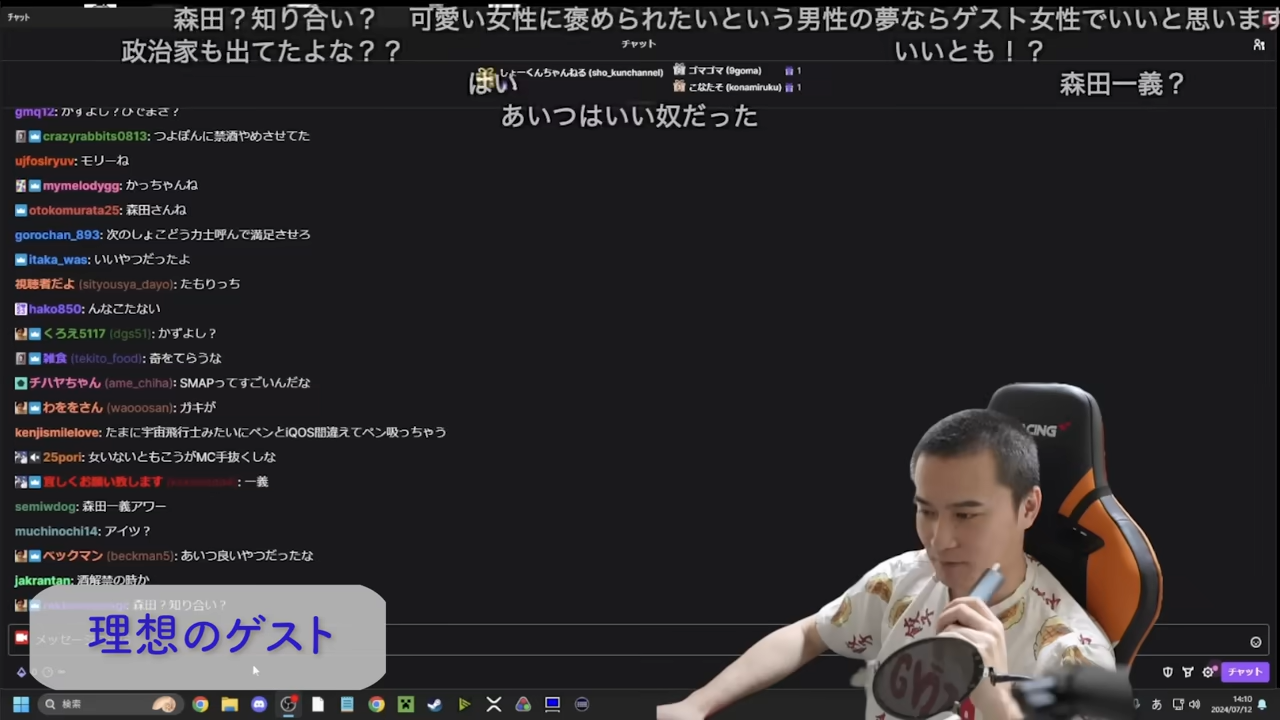 チャット
森田？知り合い？
可愛い女性に褒められたいという男性の夢ならゲスト女性でいいと思います
政治家も出てたよな？？
チャット
いいとも！？
はい
しょーくんちゃんねる (sho_kunchannel)
ゴマゴマ (9goma) 1
こなたそ (konamiruku) 1
森田一義？
あいつはいい奴だった
gmq12: かずよし？ひでまさ？
crazyrabbits0813: つよぽんに禁酒やめさせてた
ujfoslryuv: モリーね
mymelodygg: かっちゃんね
otokomurata25: 森田さんね
gorochan_893: 次のしょこどう力士呼んで満足させろ
itaka_was: いいやつだったよ
視聴者だよ (sityousya_dayo): たもりっち
hako850: んなこたない
くろえ5117 (dgs51): かずよし？
雑食 (tekito_food): 奇をてらうな
チハヤちゃん (ame_chiha): SMAPってすごいんだな
わををさん (waooosan): ガキが
kenjismilelove: たまに宇宙飛行士みたいにペンとiQOS間違えてペン吸っちゃう
25pori: 女いないともこうがMC手抜くしな
宜しくお願い致します : 一義
semiwdog: 森田一義アワー
muchinochi14: アイツ？
ベックマン (beckman5): あいつ良いやつだったな
jakrantan: 酒解禁の時か
森田？知り合い？
理想のゲスト
メッセー
チャット
検索
あ
14:10
2024/07/12